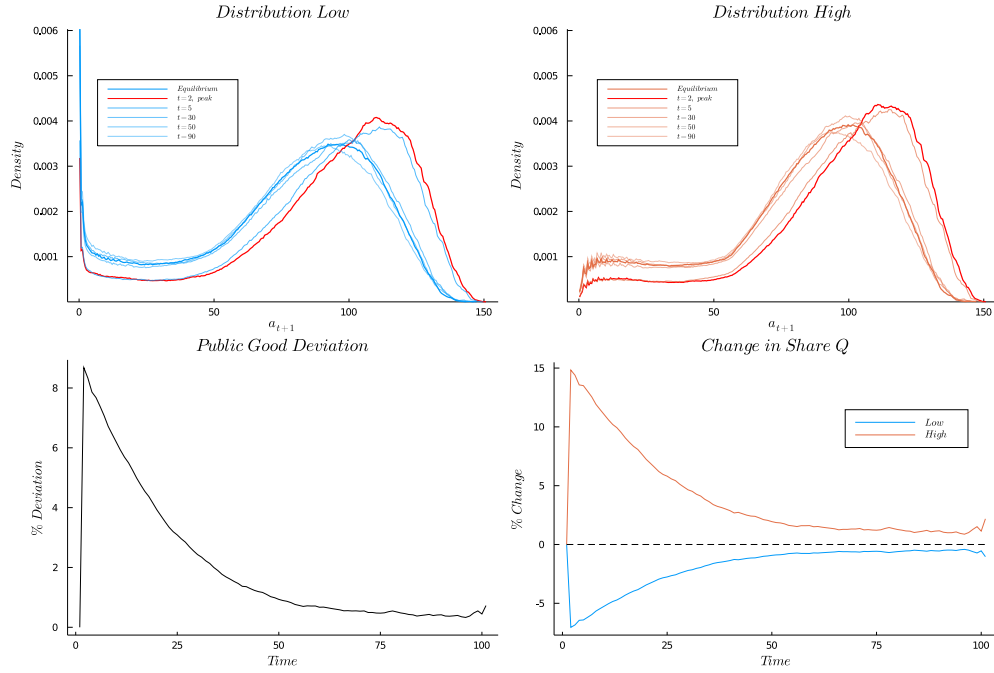 Distribution Low
0.006
0.005
0.004
0.003
0.002
0.001
Density
Equilibrium
t = 2, peak
t = 5
t = 30
t = 50
t = 90
0 50 100 150
a_{t+1}
Distribution High
0.006
0.005
0.004
0.003
0.002
0.001
Density
Equilibrium
t = 2, peak
t = 5
t = 30
t = 50
t = 90
0 50 100 150
a_{t+1}
Public Good Deviation
8
6
4
2
0
% Deviation
0 25 50 75 100
Time
Change in Share Q
15
10
5
0
-5
% Change
Low
High
0 25 50 75 100
Time